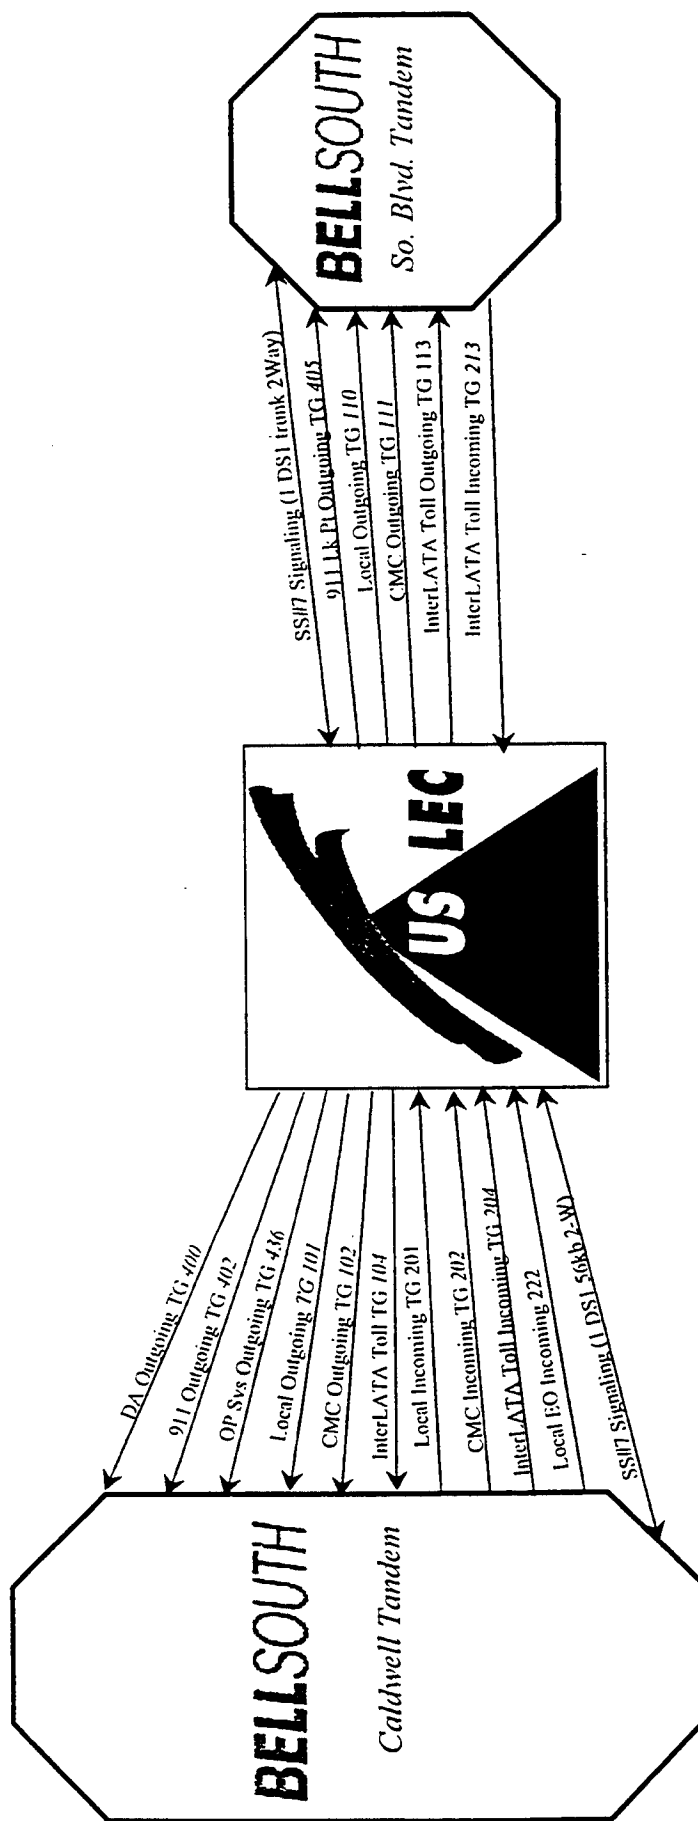 BELLSOUTH
Caldwell Tandem
DA Outgoing TG 400
911 Outgoing TG 402
OP Svs Outgoing TG 436
Local Outgoing TG 101
CMC Outgoing TG 102
InterLATA Toll TG 104
Local Incoming TG 201
CMC Incoming TG 202
InterLATA Toll Incoming TG 204
Local EO Incoming 222
SS#7 Signaling (1 DS1 56kb 2-W)
US LEC
SS#7 Signaling (1 DS1 trunk 2Way)
911 Lk Pt Outgoing TG 405
Local Outgoing TG 110
CMC Outgoing TG 111
InterLATA Toll Outgoing TG 113
InterLATA Toll Incoming TG 213
BELLSOUTH
So. Blvd. Tandem